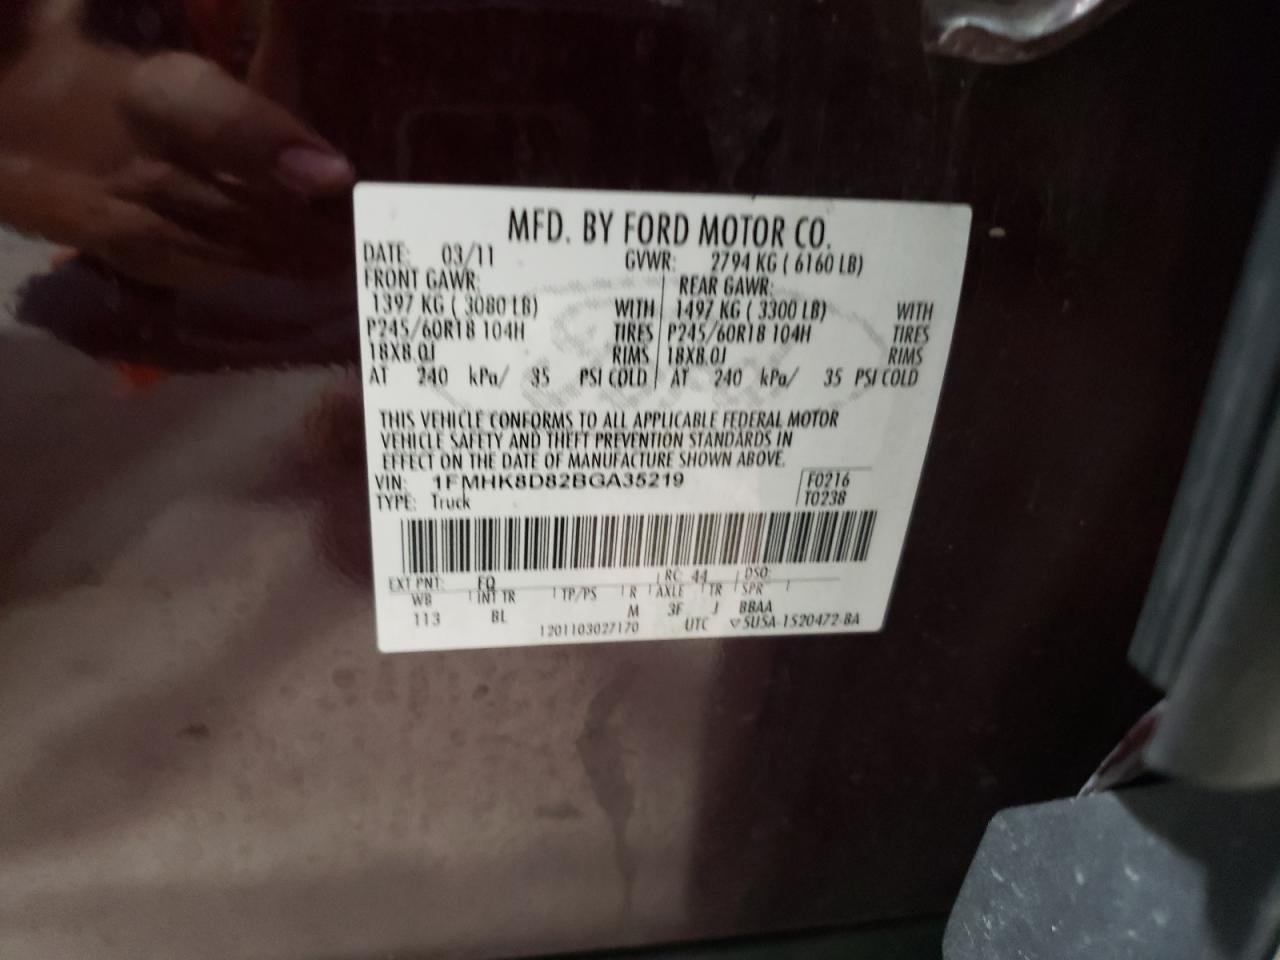 MFD. BY FORD MOTOR CO.
DATE: 03/11 GVWR: 2794 KG ( 6160 LB)
FRONT GAWR: REAR GAWR:
1397 KG ( 3080 LB) WITH 1497 KG ( 3300 LB) WITH
P245/60R18 104H TIRES P245/60R18 104H TIRES
18X8.0J RIMS 18X8.0J RIMS
AT 240 kPa/ 35 PSI COLD AT 240 kPa/ 35 PSI COLD
THIS VEHICLE CONFORMS TO ALL APPLICABLE FEDERAL MOTOR
VEHICLE SAFETY AND THEFT PREVENTION STANDARDS IN
EFFECT ON THE DATE OF MANUFACTURE SHOWN ABOVE.
VIN: 1FMHK8D82BGA35219 F0216
TYPE: Truck T0238
EXT PNT: FQ RC: 44 DSO:
WB INT TR TP/PS R AXLE TR SPR
113 BL M 3F J BBAA
1201103027170 UTC ▽5U5A-1520472-BA